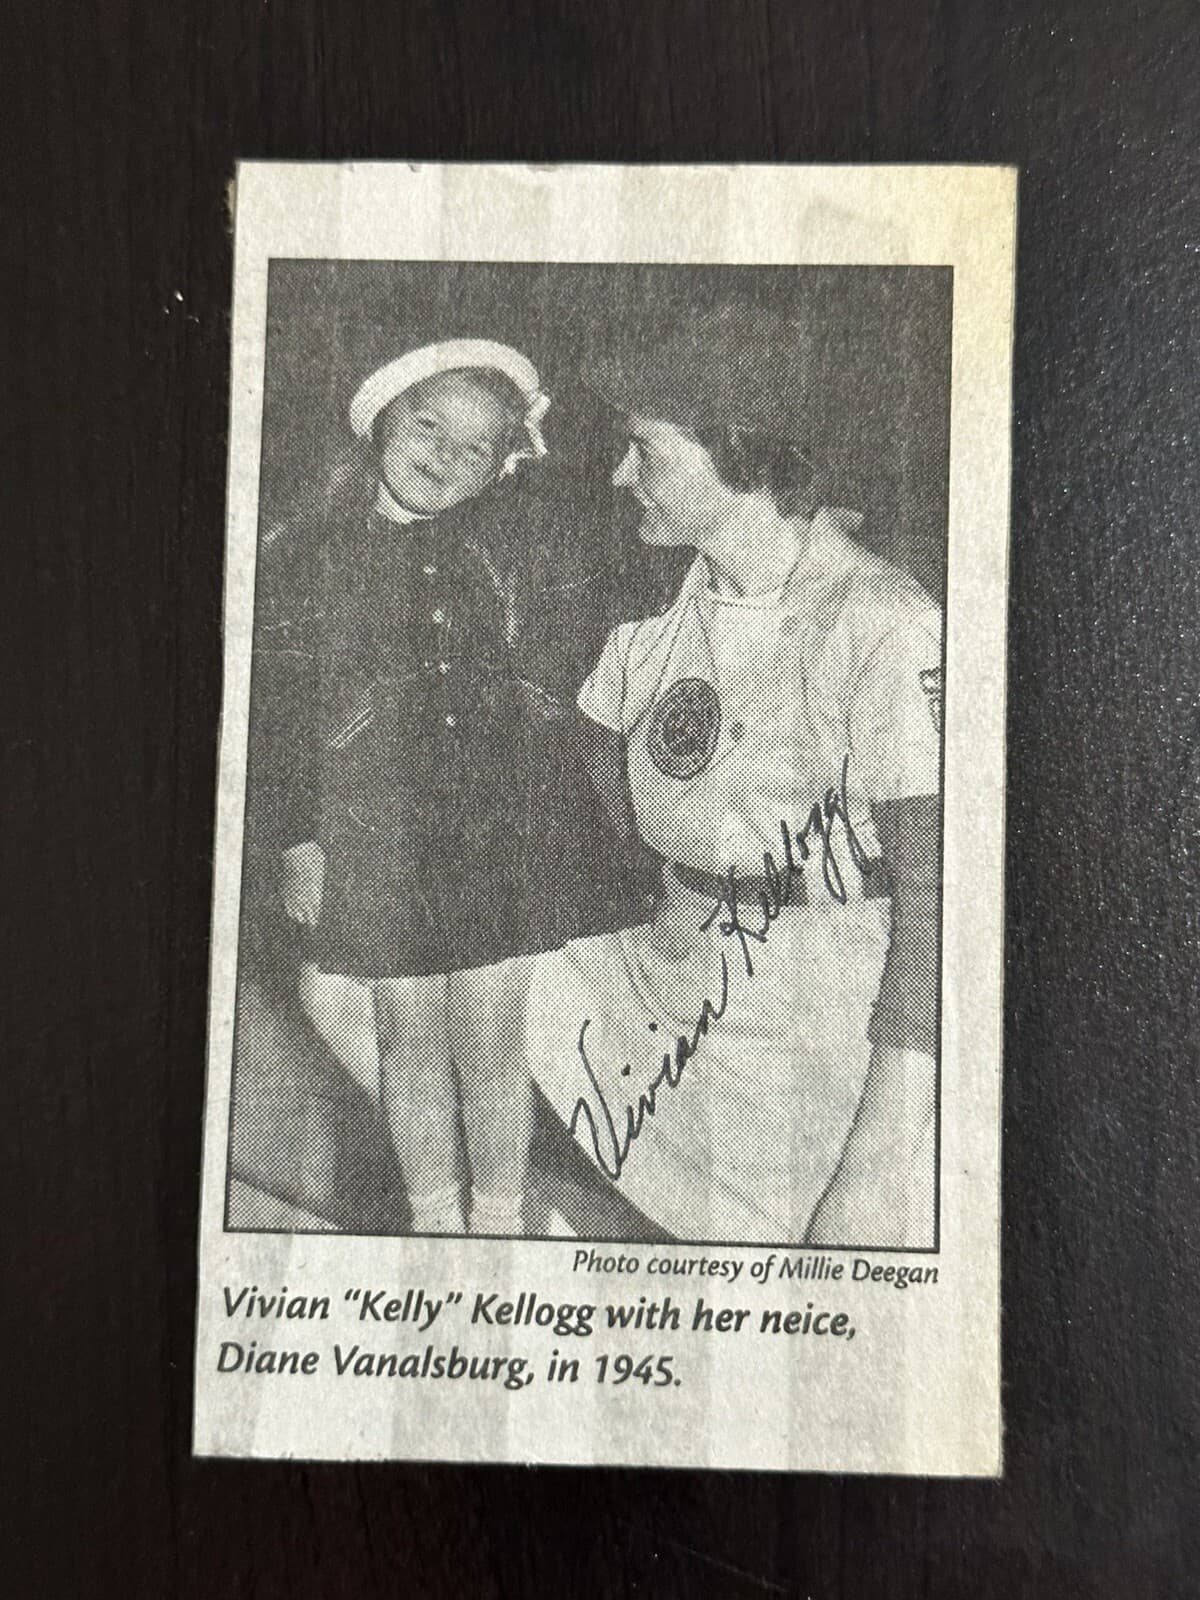 Vivian Kellogg
Photo courtesy of Millie Deegan
Vivian “Kelly” Kellogg with her neice,
Diane Vanalsburg, in 1945.